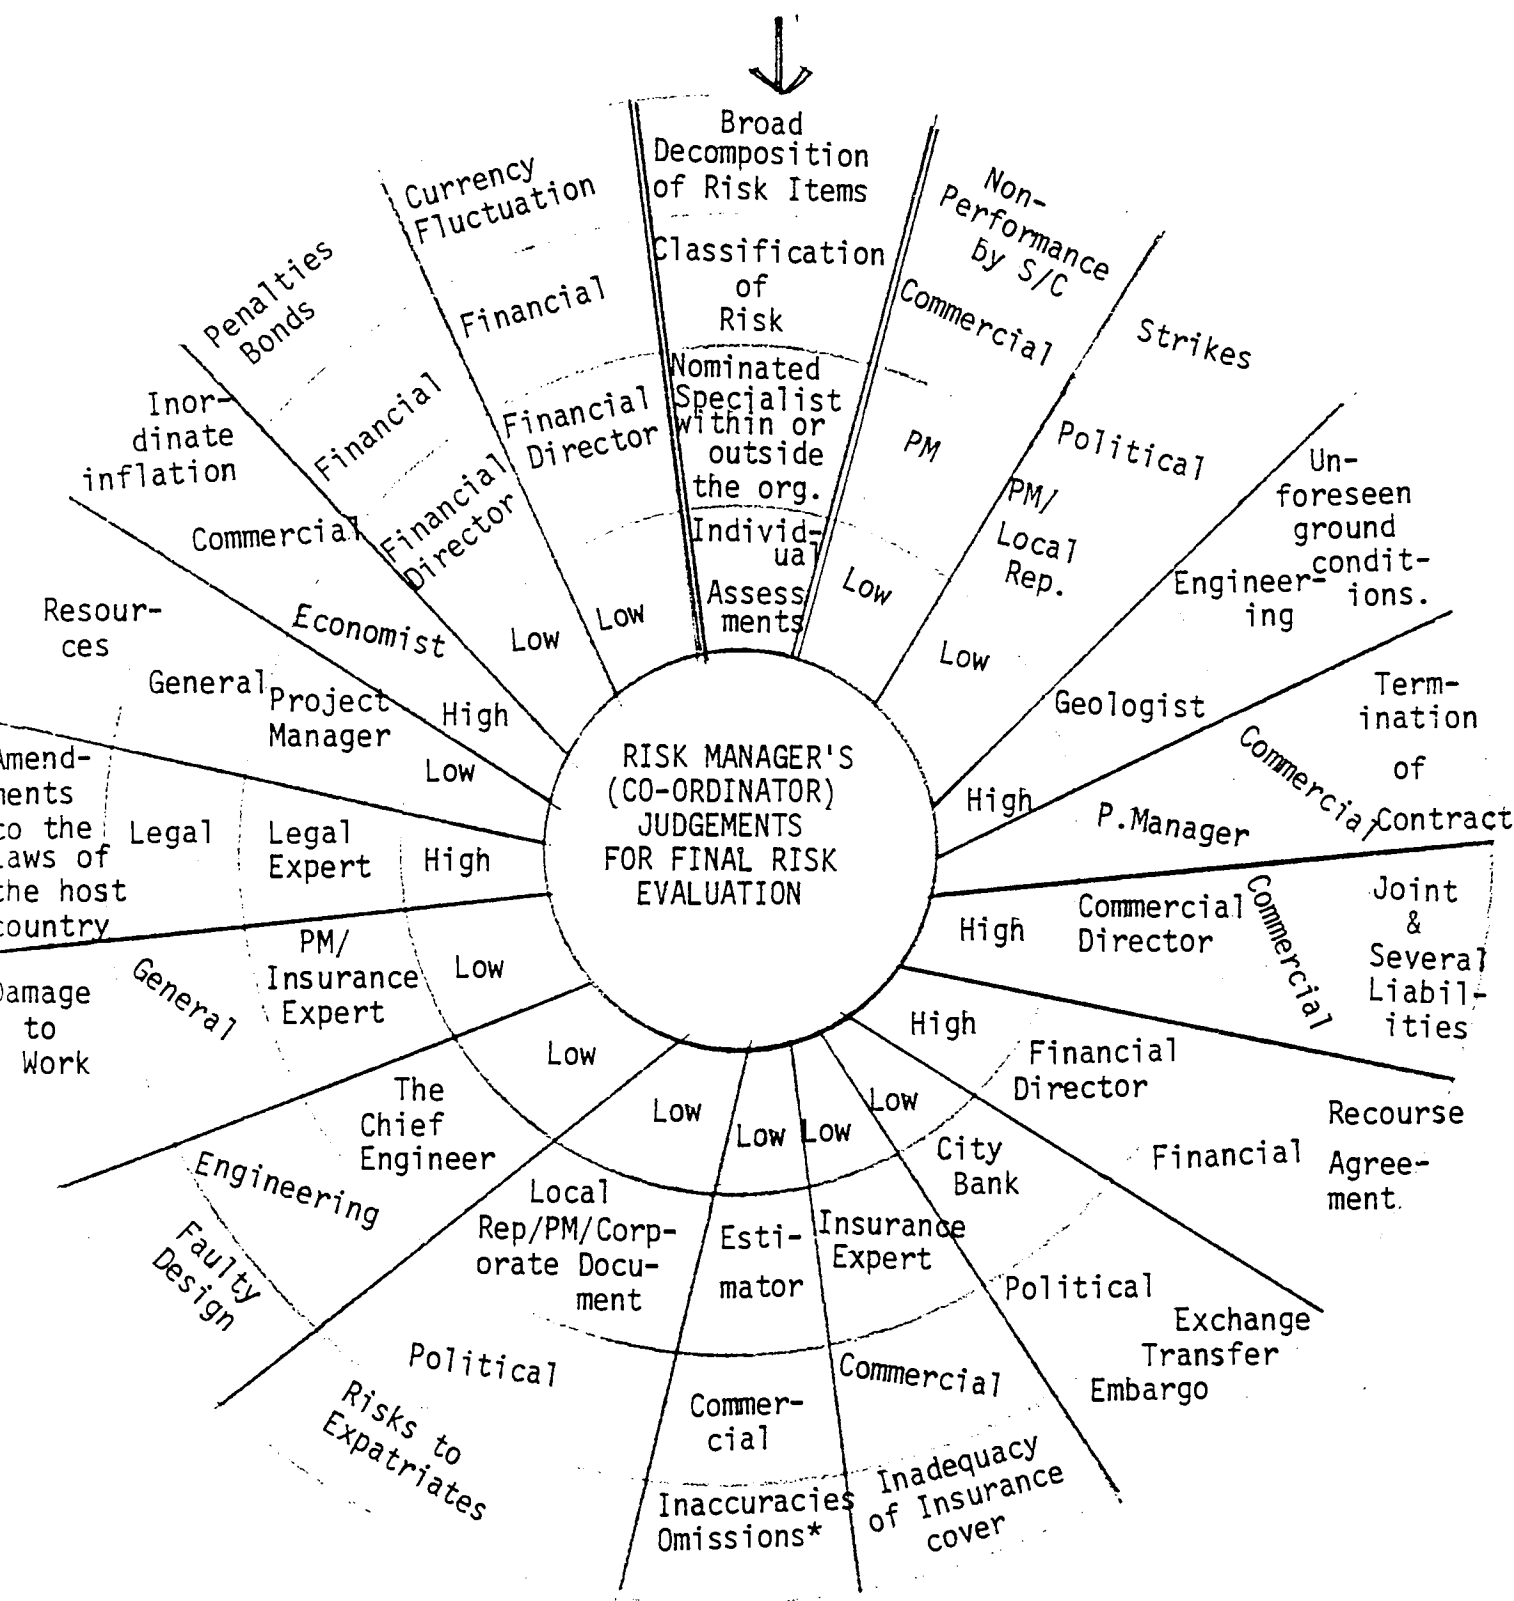 Broad
Decomposition
of Risk Items
Classification
of
Risk
Nominated
Specialist
within or
outside
the org.
Individ-
ual
Assess
ments
Non-
Performance
by S/C
Commercial
PM
Low
Strikes
Political
PM/
Local
Rep.
Low
Un-
foreseen
ground
condit-
ions.
Engineer-
ing
Geologist
High
Term-
ination
of
Contract
Commercial
P.Manager
Joint
&
Several
Liabil-
ities
Commercial
Commercial
Director
High
Recourse
Agree-
ment.
Financial
Financial
Director
High
Exchange
Transfer
Embargo
Political
City
Bank
Low
Inadequacy
of Insurance
cover
Commercial
Insurance
Expert
Low
Inaccuracies
Omissions*
Commer-
cial
Esti-
mator
Low
Risks to
Expatriates
Political
Local
Rep/PM/Corp-
orate Docu-
ment
Low
Faulty
Design
Engineering
The
Chief
Engineer
Low
Damage
to
Work
General
PM/
Insurance
Expert
Low
Amend-
ments
to the
Laws of
the host
country
Legal
Legal
Expert
High
Resour-
ces
General
Project
Manager
Low
Inor-
dinate
inflation
Commercial
Economist
High
Penalties
Bonds
Financial
Financial
Director
Low
Currency
Fluctuation
Financial
Financial
Director
Low
RISK MANAGER'S
(CO-ORDINATOR)
JUDGEMENTS
FOR FINAL RISK
EVALUATION